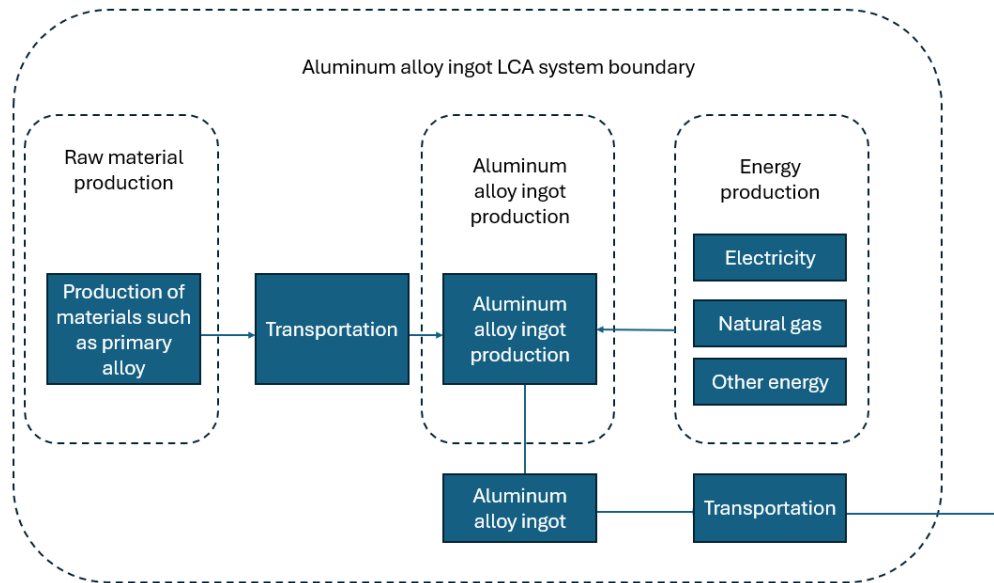 Aluminum alloy ingot LCA system boundary
Raw material
production
Aluminum
alloy ingot
production
Energy
production
Production of
materials such
as primary
alloy
Transportation
Aluminum
alloy ingot
production
Electricity
Natural gas
Other energy
Aluminum
alloy ingot
Transportation